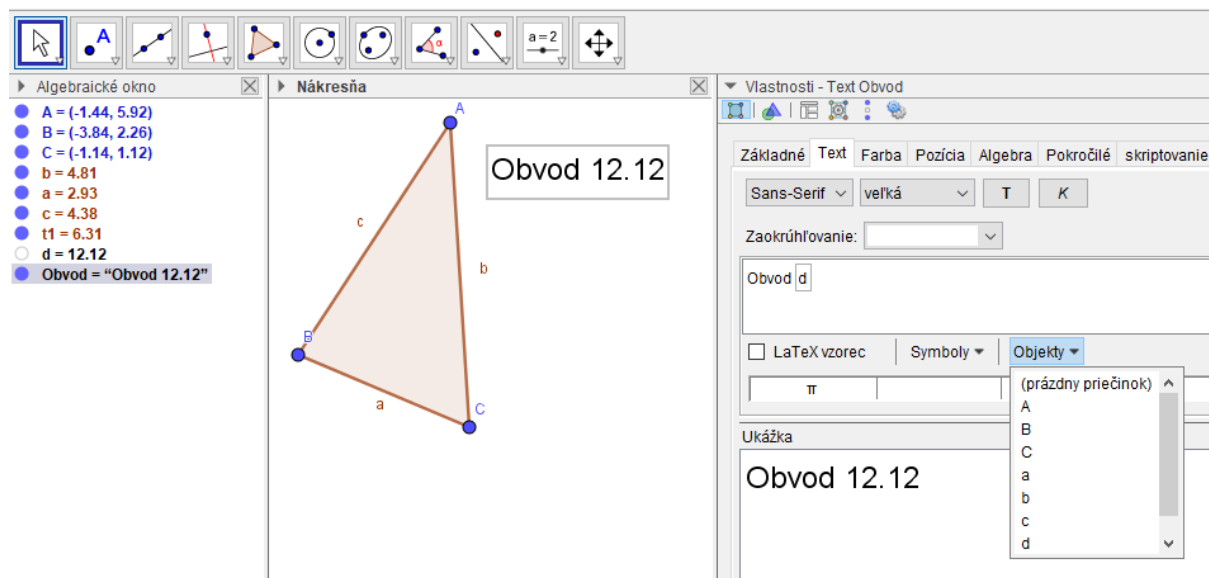 A
α
a=2
Algebraické okno
A = (-1.44, 5.92)
B = (-3.84, 2.26)
C = (-1.14, 1.12)
b = 4.81
a = 2.93
c = 4.38
t1 = 6.31
d = 12.12
Obvod = “Obvod 12.12”
Nákresňa
A
Obvod 12.12
c
b
B
a
C
Vlastnosti - Text Obvod
Základné Text Farba Pozícia Algebra Pokročilé skriptovanie
Sans-Serif veľká T K
Zaokrúhľovanie:
Obvod d
LaTeX vzorec Symboly Objekty
π
(prázdny priečinok)
A
B
C
a
b
c
d
Ukážka
Obvod 12.12